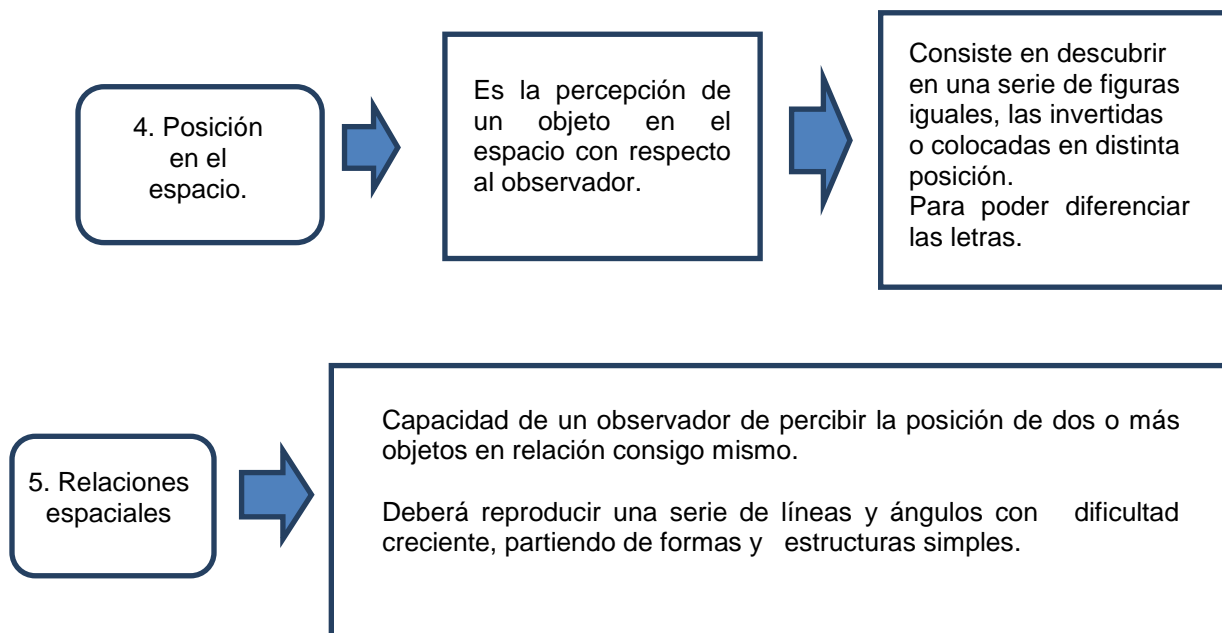 4. Posición
en el
espacio.
Es la percepción de
un objeto en el
espacio con respecto
al observador.
Consiste en descubrir
en una serie de figuras
iguales, las invertidas
o colocadas en distinta
posición.
Para poder diferenciar
las letras.
5. Relaciones
espaciales
Capacidad de un observador de percibir la posición de dos o más
objetos en relación consigo mismo.
Deberá reproducir una serie de líneas y ángulos con dificultad
creciente, partiendo de formas y estructuras simples.